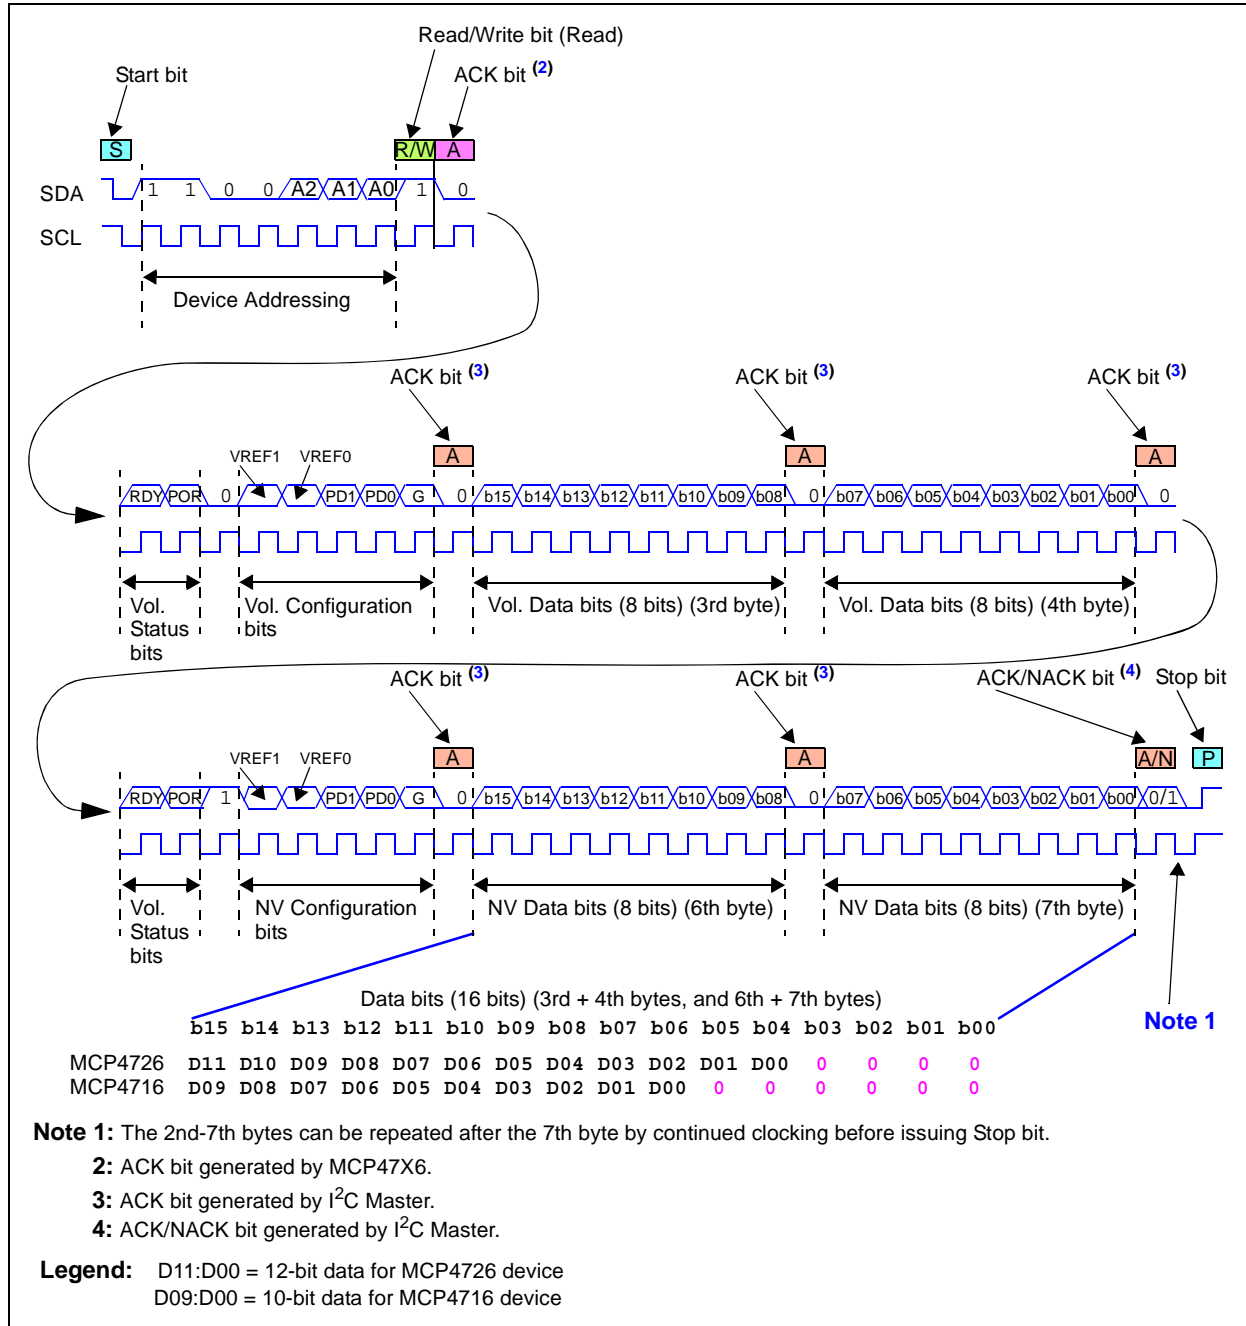 Read/Write bit (Read)
Start bit
ACK bit (2)
S
R/W A
SDA 1 1 0 0 A2 A1 A0 1 0
SCL
Device Addressing
ACK bit (3) ACK bit (3) ACK bit (3)
A A A
VREF1 VREF0
RDY POR 0 PD1 PD0 G 0 b15 b14 b13 b12 b11 b10 b09 b08 0 b07 b06 b05 b04 b03 b02 b01 b00 0
Vol. Status bits
Vol. Configuration bits
Vol. Data bits (8 bits) (3rd byte)
Vol. Data bits (8 bits) (4th byte)
ACK bit (3) ACK bit (3) ACK/NACK bit (4) Stop bit
A A A/N P
VREF1 VREF0
RDY POR 1 PD1 PD0 G 0 b15 b14 b13 b12 b11 b10 b09 b08 0 b07 b06 b05 b04 b03 b02 b01 b00 0/1
Vol. Status bits
NV Configuration bits
NV Data bits (8 bits) (6th byte)
NV Data bits (8 bits) (7th byte)
Data bits (16 bits) (3rd + 4th bytes, and 6th + 7th bytes)
Note 1
b15 b14 b13 b12 b11 b10 b09 b08 b07 b06 b05 b04 b03 b02 b01 b00
MCP4726 D11 D10 D09 D08 D07 D06 D05 D04 D03 D02 D01 D00 0 0 0 0
MCP4716 D09 D08 D07 D06 D05 D04 D03 D02 D01 D00 0 0 0 0 0 0
Note 1: The 2nd-7th bytes can be repeated after the 7th byte by continued clocking before issuing Stop bit.
2: ACK bit generated by MCP47X6.
3: ACK bit generated by I2C Master.
4: ACK/NACK bit generated by I2C Master.
Legend: D11:D00 = 12-bit data for MCP4726 device
D09:D00 = 10-bit data for MCP4716 device